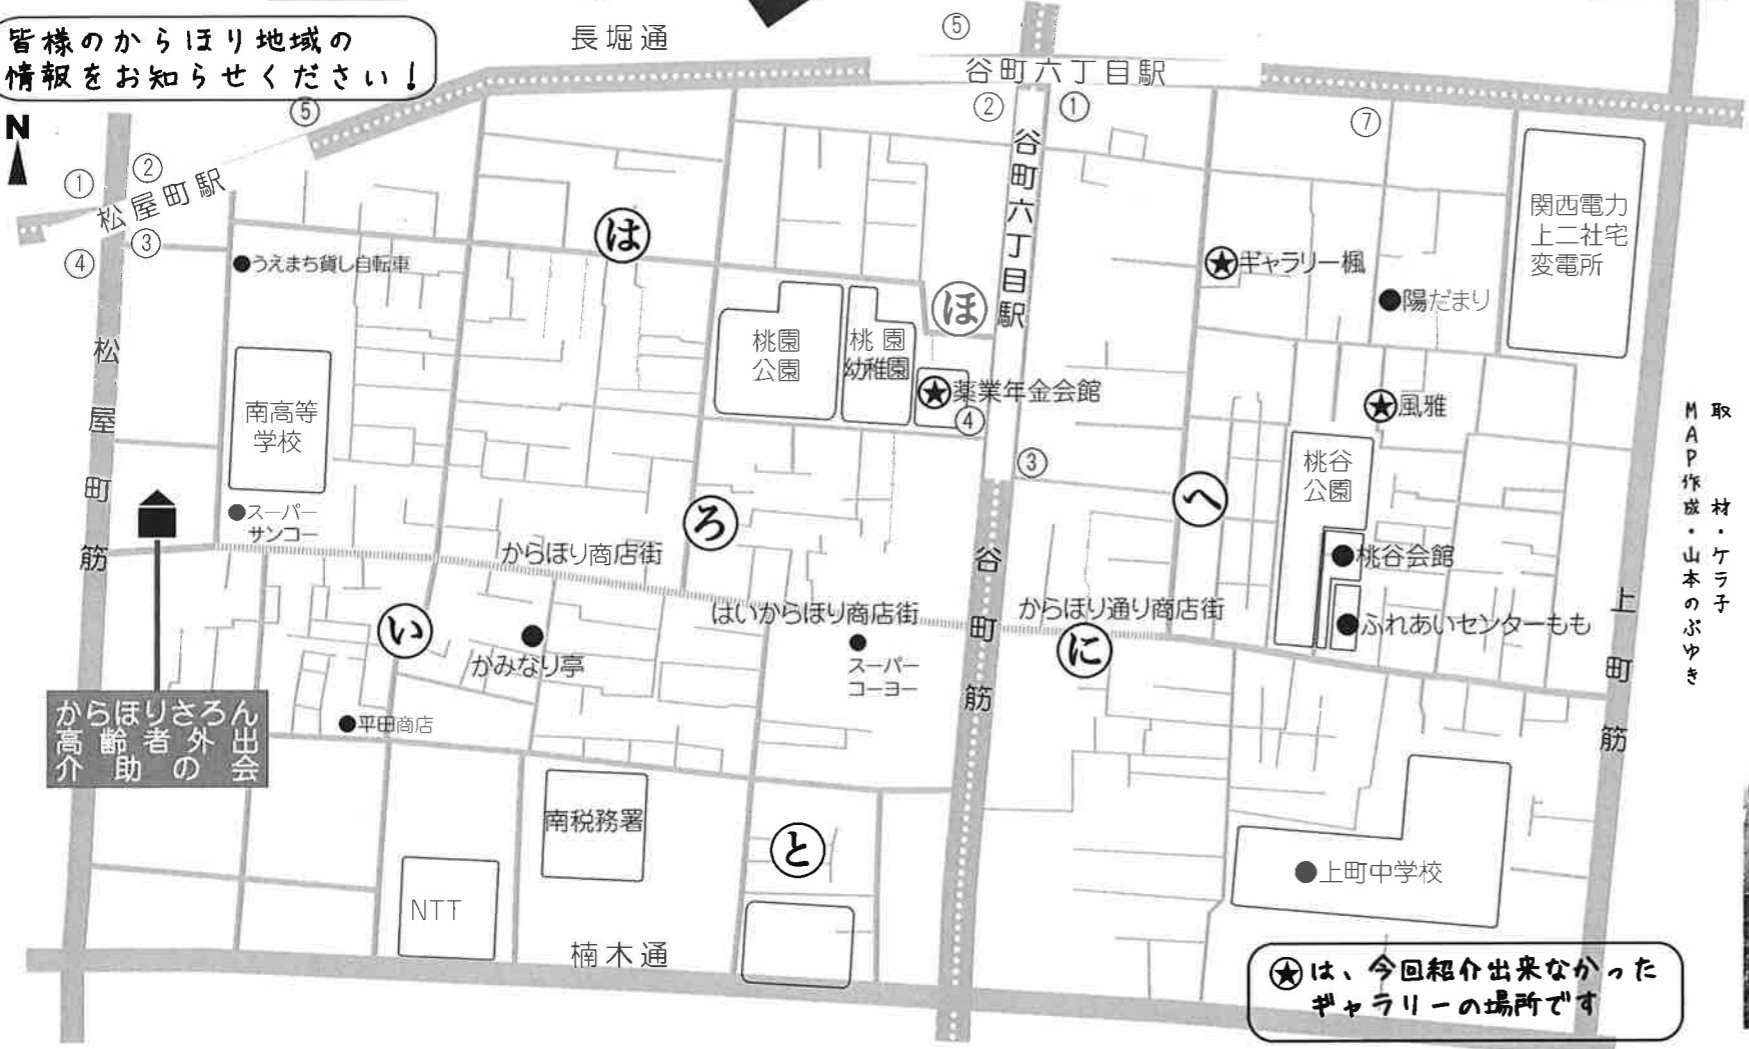 皆様のからほり地域の
情報をお知らせください！
長堀通
⑤
谷町六丁目駅
②
①
⑦
⑤
N
①
②
松屋町駅
③
④
谷町六丁目駅
は
うえまち貸し自転車
ギャラリー楓
陽だまり
関西電力
上二社宅
変電所
ほ
桃園
公園
桃園
幼稚園
薬業年金会館
④
風雅
松屋町筋
南高等
学校
桃谷
公園
③
へ
スーパー
サンコー
ろ
からほり商店街
桃谷会館
はいからほり商店街
からほり通り商店街
ふれあいセンターもも
い
かみなり亭
スーパー
コーヨー
に
谷町筋
上町筋
からほりさろん
高齢者外出
介助の会
平田商店
南税務署
と
上町中学校
NTT
楠木通
★は、今回紹介出来なかった
ギャラリーの場所です
取材・ケラ子
MAP作成・山本のぶゆき